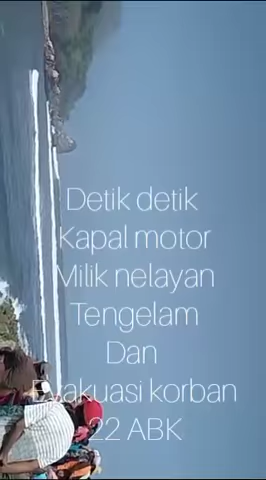 Detik detik
Kapal motor
Milik nelayan
Tengelam
Dan
Evakuasi korban
22 ABK